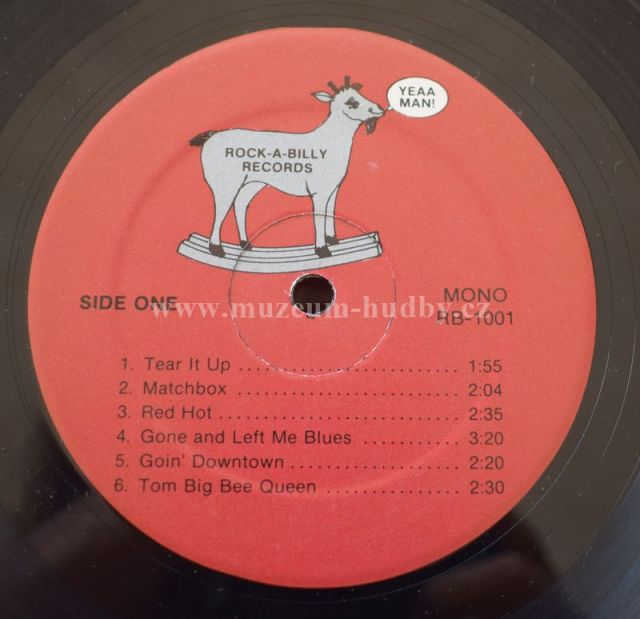 YEAA
MAN!
ROCK-A-BILLY
RECORDS
SIDE ONE
MONO
RB-1001
www.muzeum-hudby.cz
1. Tear It Up .......................... 1:55
2. Matchbox .......................... 2:04
3. Red Hot ............................ 2:35
4. Gone and Left Me Blues ........... 3:20
5. Goin' Downtown .................... 2:20
6. Tom Big Bee Queen ................ 2:30